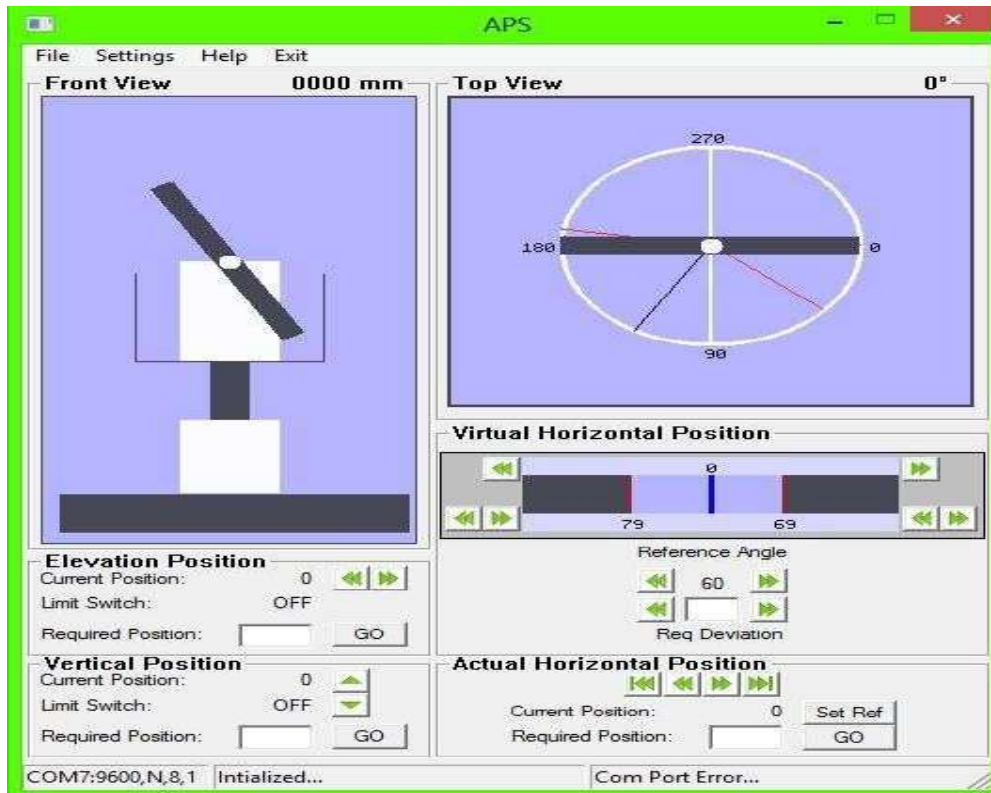 APS
File Settings Help Exit
Front View 0000 mm
Top View 0°
270
180
0
90
Virtual Horizontal Position
0
79 69
Reference Angle
60
Req Deviation
Elevation Position
Current Position: 0
Limit Switch: OFF
Required Position: GO
Vertical Position
Current Position: 0
Limit Switch: OFF
Required Position: GO
Actual Horizontal Position
Current Position: 0 Set Ref
Required Position: GO
COM7:9600,N,8,1 Intialized... Com Port Error...